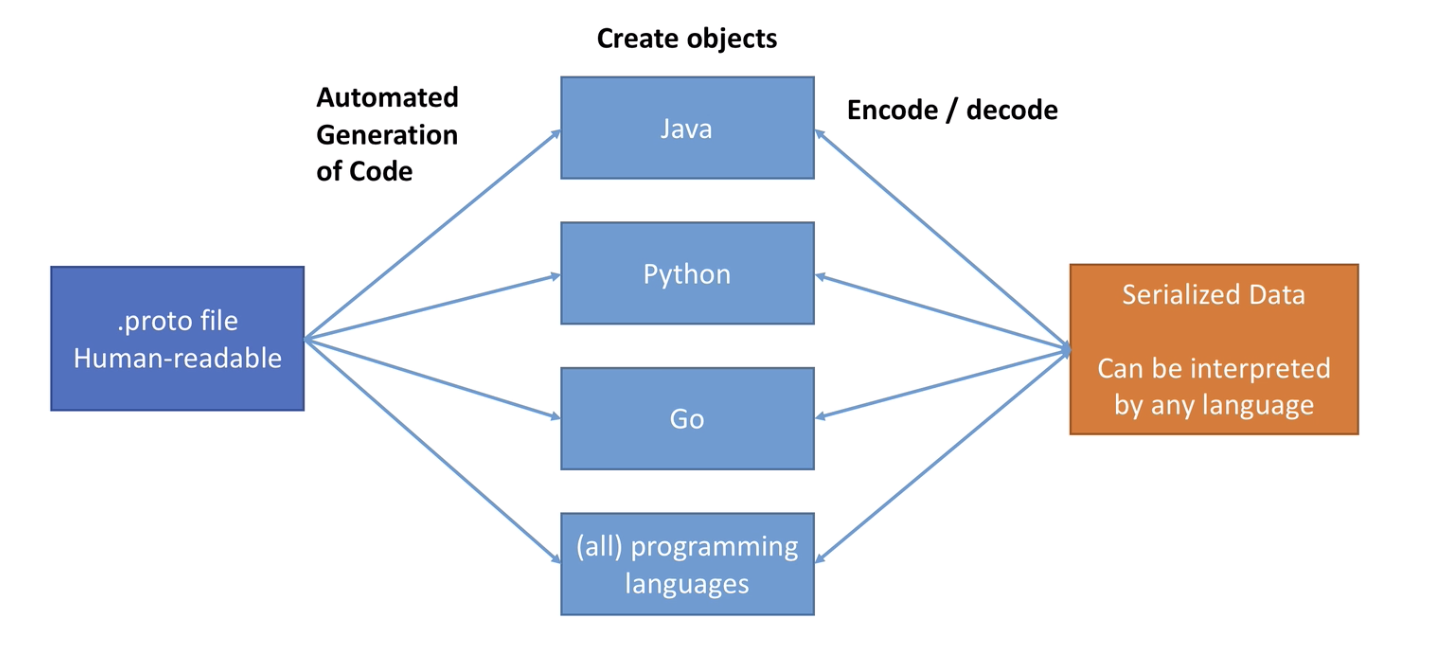 Create objects
Automated
Generation
of Code
Java
Encode / decode
Python
.proto file
Human-readable
Serialized Data
Can be interpreted
by any language
Go
(all) programming
languages